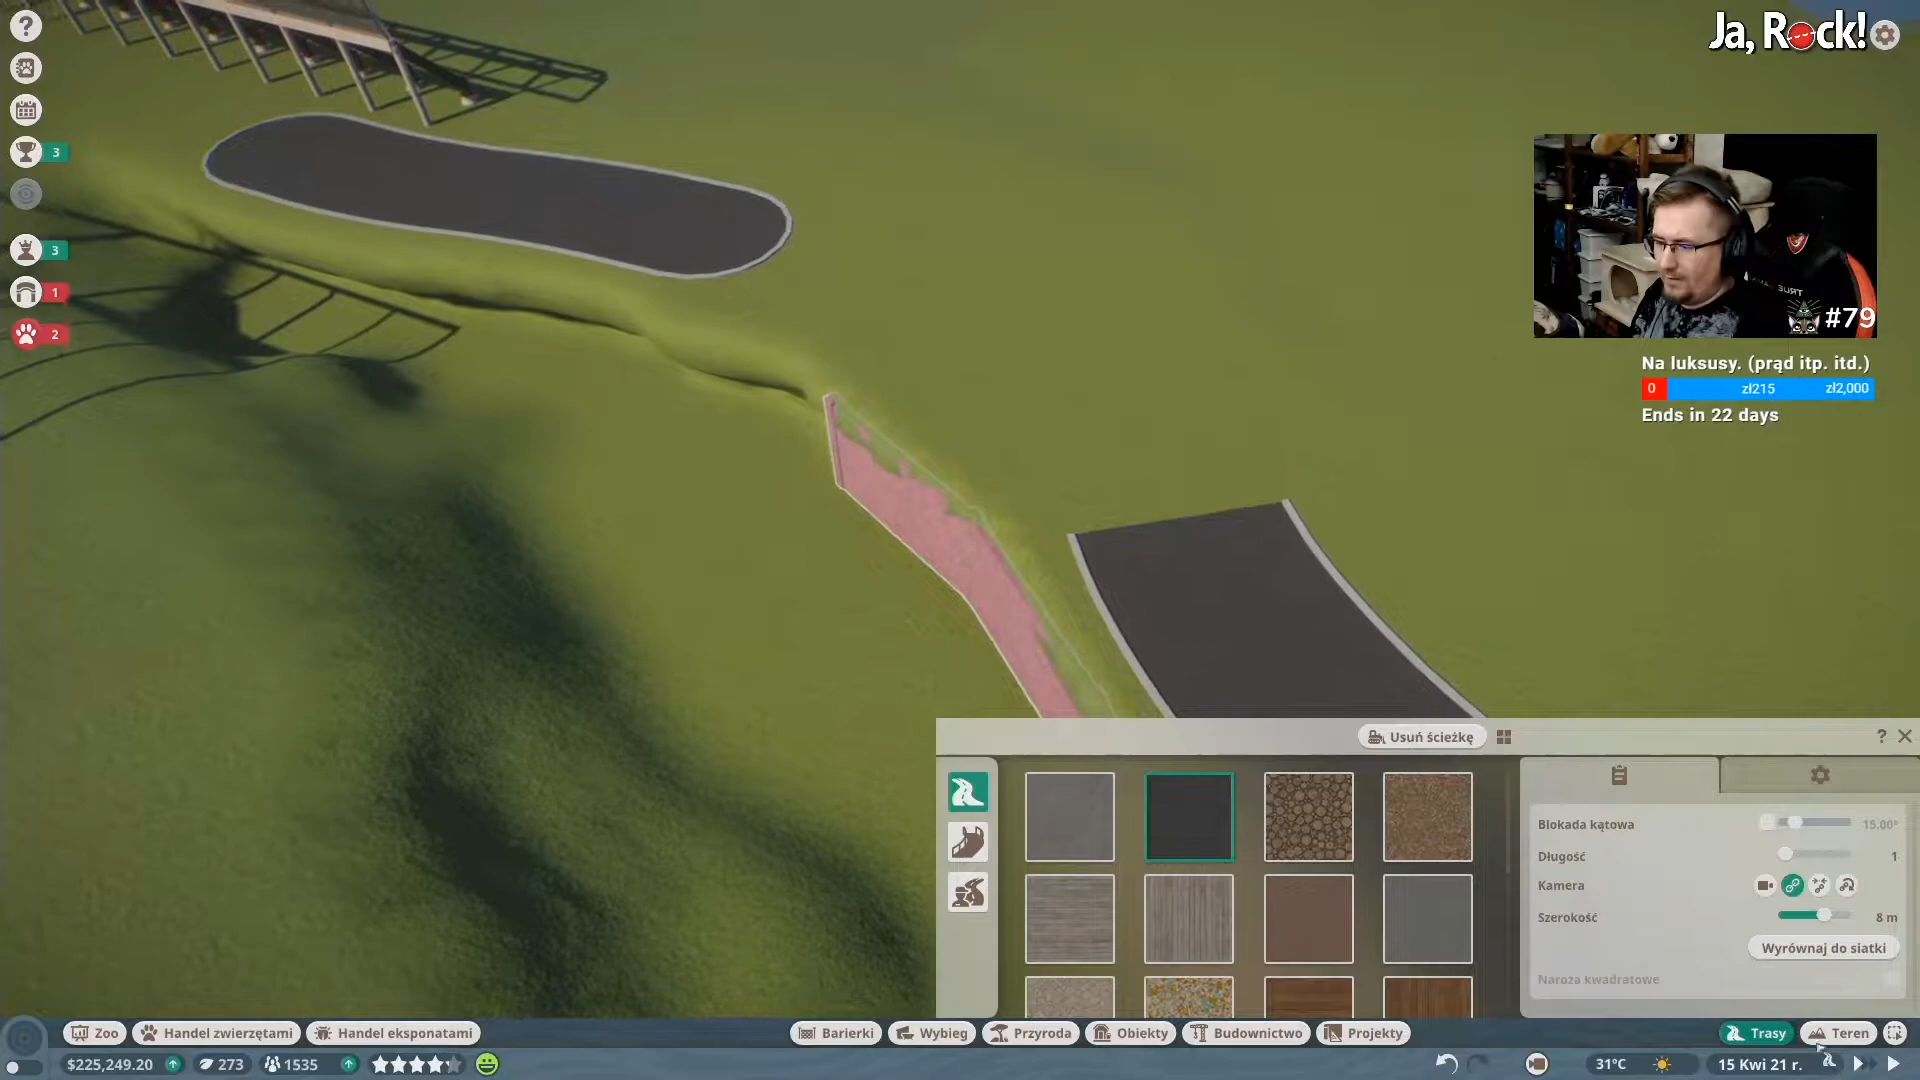 Ja, Rock!
3
3
1
2
#79
Na luksusy. (prąd itp. itd.)
0 zł215 zł2,000
Ends in 22 days
Usuń ścieżkę
?
Blokada kątowa 15.00°
Długość 1
Kamera
Szerokość 8 m
Wyrównaj do siatki
Naroża kwadratowe
Zoo Handel zwierzętami Handel eksponatami Barierki Wybieg Przyroda Obiekty Budownictwo Projekty Trasy Teren
$225,249.20 273 1535 31°C 15 Kwi 21 r.